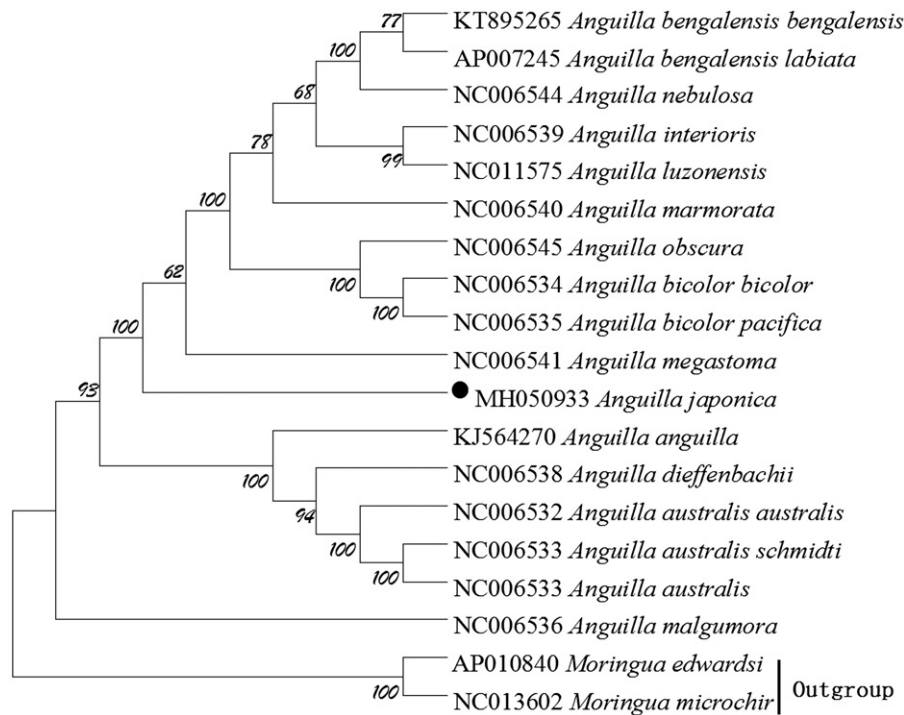 77
KT895265 Anguilla bengalensis bengalensis
100
AP007245 Anguilla bengalensis labiata
68
NC006544 Anguilla nebulosa
78
NC006539 Anguilla interioris
99
NC011575 Anguilla luzonensis
100
NC006540 Anguilla marmorata
NC006545 Anguilla obscura
62
100
NC006534 Anguilla bicolor bicolor
100
NC006535 Anguilla bicolor pacifica
100
NC006541 Anguilla megastoma
93
MH050933 Anguilla japonica
KJ564270 Anguilla anguilla
100
NC006538 Anguilla dieffenbachii
94
NC006532 Anguilla australis australis
100
NC006533 Anguilla australis schmidti
100
NC006533 Anguilla australis
NC006536 Anguilla malgumora
AP010840 Moringua edwardsi
100
NC013602 Moringua microchir
Outgroup